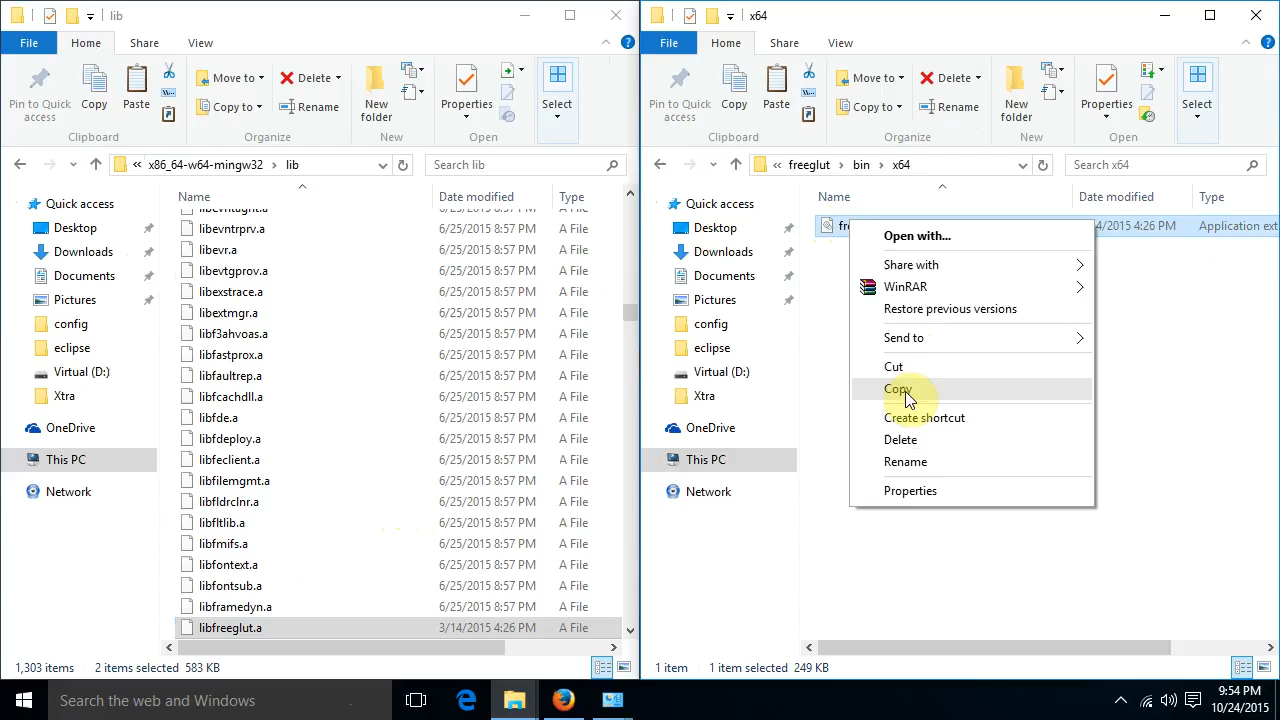 lib
File
Home
Share
View
Pin to Quick access
Copy
Paste
Clipboard
Move to
Copy to
Delete
Rename
Organize
New folder
New
Properties
Open
Select
« x86_64-w64-mingw32 > lib
Search lib
Name
Date modified
Type
Quick access
Desktop
Downloads
Documents
Pictures
config
eclipse
Virtual (D:)
Xtra
OneDrive
This PC
Network
libevntrprv.a 6/25/2015 8:57 PM A File
libevr.a 6/25/2015 8:57 PM A File
libevtgprov.a 6/25/2015 8:57 PM A File
libexstrace.a 6/25/2015 8:57 PM A File
libextmgr.a 6/25/2015 8:57 PM A File
libf3ahvoas.a 6/25/2015 8:57 PM A File
libfastprox.a 6/25/2015 8:57 PM A File
libfaultrep.a 6/25/2015 8:57 PM A File
libfcachdll.a 6/25/2015 8:57 PM A File
libfde.a 6/25/2015 8:57 PM A File
libfdeploy.a 6/25/2015 8:57 PM A File
libfeclient.a 6/25/2015 8:57 PM A File
libfilemgmt.a 6/25/2015 8:57 PM A File
libfldrclnr.a 6/25/2015 8:57 PM A File
libfltlib.a 6/25/2015 8:57 PM A File
libfmifs.a 6/25/2015 8:57 PM A File
libfontext.a 6/25/2015 8:57 PM A File
libfontsub.a 6/25/2015 8:57 PM A File
libframedyn.a 6/25/2015 8:57 PM A File
libfreeglut.a 3/14/2015 4:26 PM A File
1,303 items 2 items selected 583 KB
x64
File
Home
Share
View
Pin to Quick access
Copy
Paste
Clipboard
Move to
Copy to
Delete
Rename
Organize
New folder
New
Properties
Open
Select
« freeglut > bin > x64
Search x64
Name
Date modified
Type
Quick access
Desktop
Downloads
Documents
Pictures
config
eclipse
Virtual (D:)
Xtra
OneDrive
This PC
Network
4/2015 4:26 PM Application ext
Open with...
Share with
WinRAR
Restore previous versions
Send to
Cut
Copy
Create shortcut
Delete
Rename
Properties
1 item 1 item selected 249 KB
Search the web and Windows
9:54 PM
10/24/2015